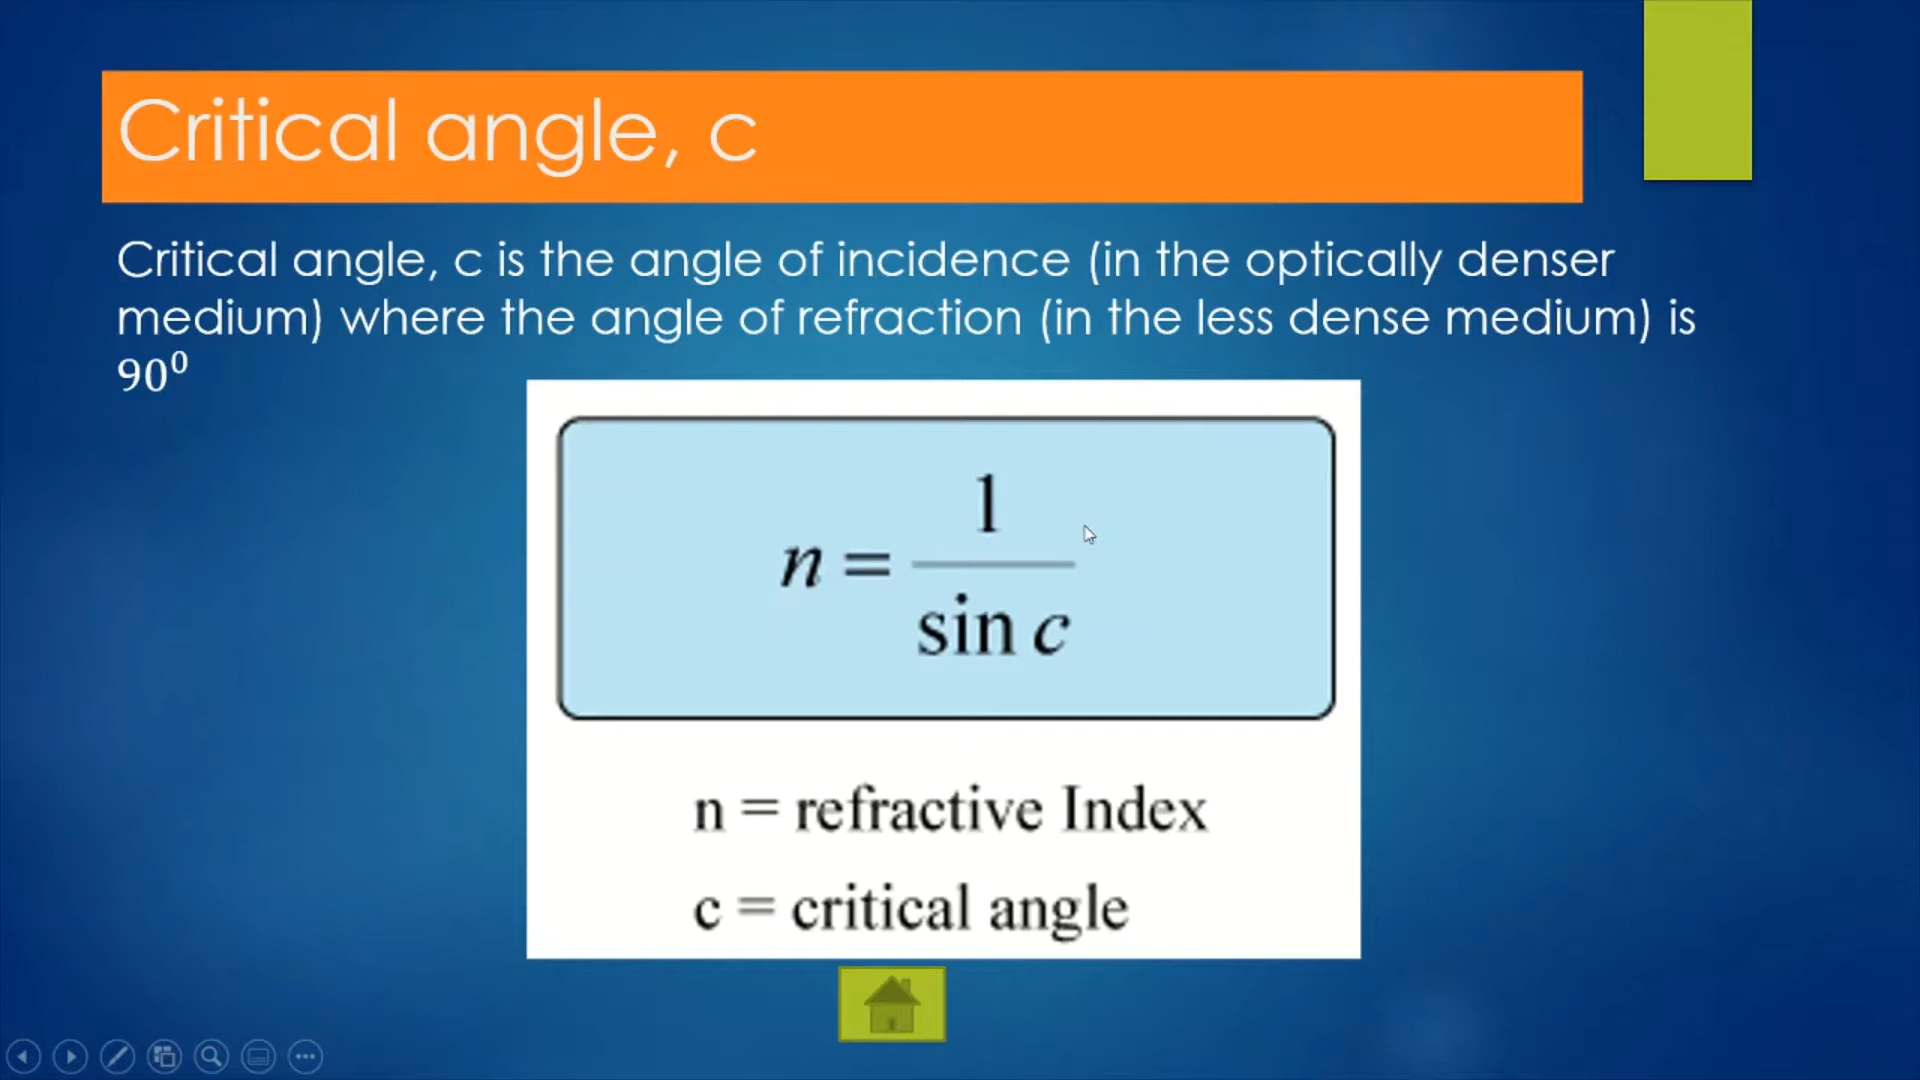 Critical angle, c
Critical angle, c is the angle of incidence (in the optically denser
medium) where the angle of refraction (in the less dense medium) is
90⁰
n = 1 / sin c
n = refractive Index
c = critical angle